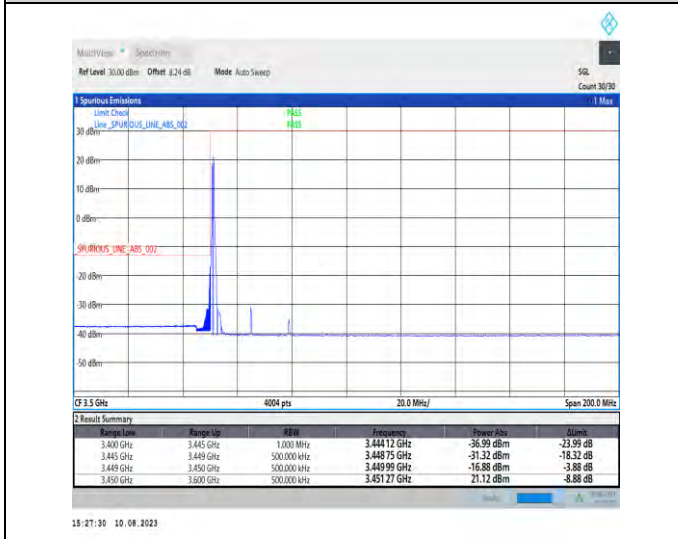 MultiView Spectrum
Ref Level 30.00 dBm Offset 8.24 dB Mode Auto Sweep SGL
Count 30/30
1 Spurious Emissions 1 Max
Limit Check PASS
Line _SPURIOUS_LINE_ABS_002 PASS
30 dBm
20 dBm
10 dBm
0 dBm
_SPURIOUS_LINE_ABS_002
-20 dBm
-30 dBm
-40 dBm
-50 dBm
CF 3.5 GHz 4004 pts 20.0 MHz/ Span 200.0 MHz
2 Result Summary
Range Low Range Up RBW Frequency Power Abs ΔLimit
3.400 GHz 3.445 GHz 1.000 MHz 3.444 12 GHz -36.99 dBm -23.99 dB
3.445 GHz 3.449 GHz 500.000 kHz 3.448 75 GHz -31.32 dBm -18.32 dB
3.449 GHz 3.450 GHz 500.000 kHz 3.449 99 GHz -16.88 dBm -3.88 dB
3.450 GHz 3.600 GHz 500.000 kHz 3.451 27 GHz 21.12 dBm -8.88 dB
15:27:30 10.08.2023